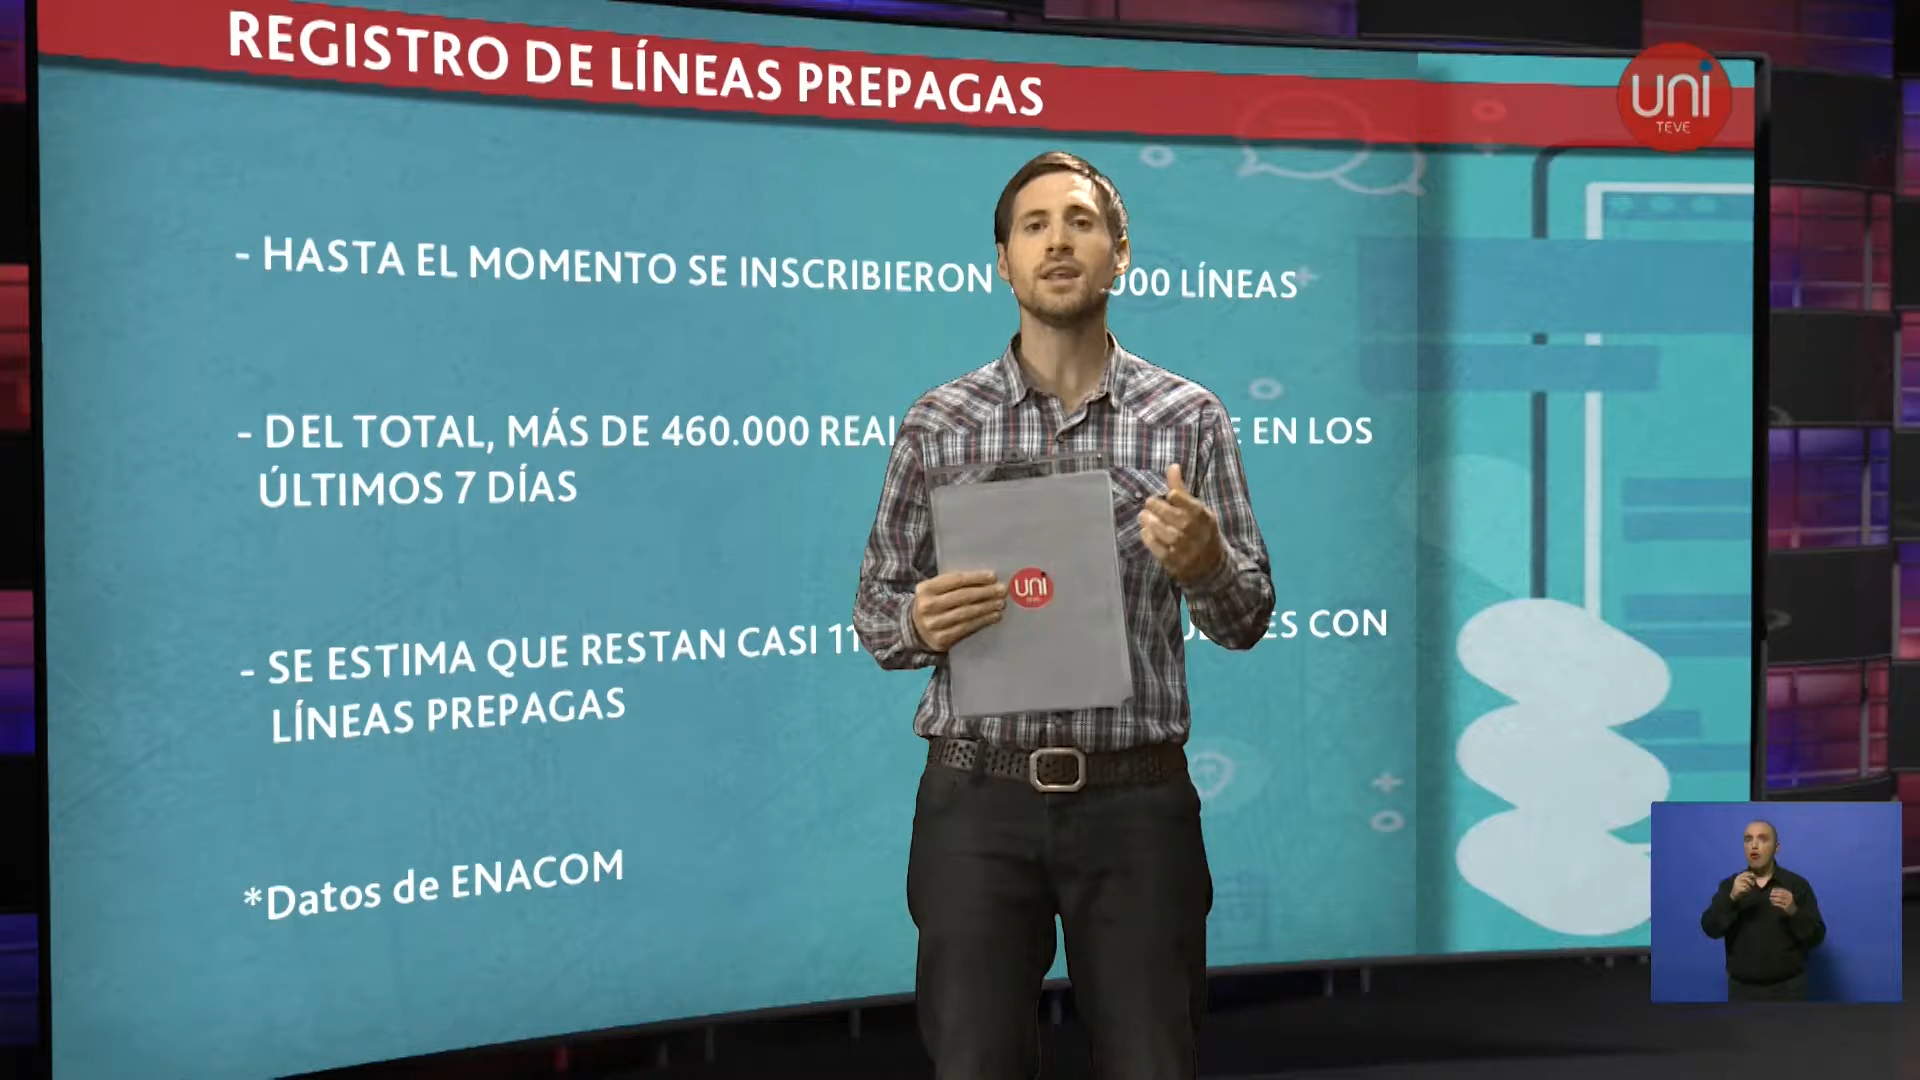 REGISTRO DE LÍNEAS PREPAGAS
uni
TEVE
- HASTA EL MOMENTO SE INSCRIBIERON
000 LÍNEAS
- DEL TOTAL, MÁS DE 460.000
EN LOS
ÚLTIMOS 7 DÍAS
uni
- SE ESTIMA QUE RESTAN CASI
CON
LÍNEAS PREPAGAS
*Datos de ENACOM